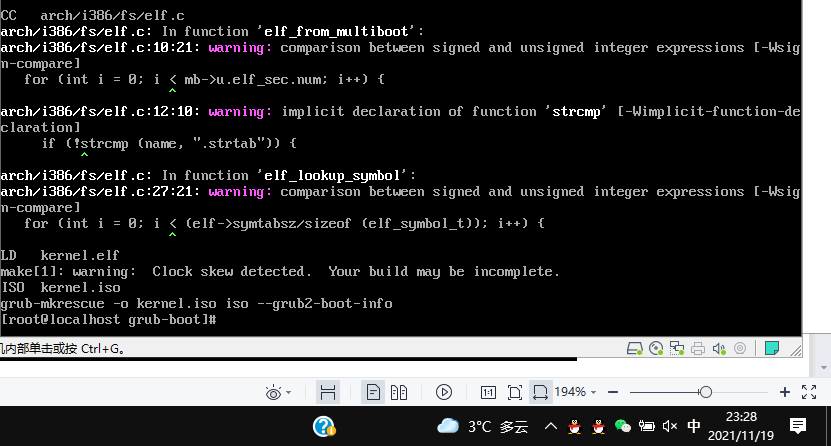 CC   arch/i386/fs/elf.c
arch/i386/fs/elf.c: In function 'elf_from_multiboot':
arch/i386/fs/elf.c:10:21: warning: comparison between signed and unsigned integer expressions [-Wsig
n-compare]
   for (int i = 0; i < mb->u.elf_sec.num; i++) {
                     ^
arch/i386/fs/elf.c:12:10: warning: implicit declaration of function 'strcmp' [-Wimplicit-function-de
claration]
     if (!strcmp (name, ".strtab")) {
          ^
arch/i386/fs/elf.c: In function 'elf_lookup_symbol':
arch/i386/fs/elf.c:27:21: warning: comparison between signed and unsigned integer expressions [-Wsig
n-compare]
   for (int i = 0; i < (elf->symtabsz/sizeof (elf_symbol_t)); i++) {
                     ^
LD   kernel.elf
make[1]: warning:  Clock skew detected.  Your build may be incomplete.
ISO  kernel.iso
grub-mkrescue -o kernel.iso iso --grub2-boot-info
[root@localhost grub-boot]#
内部单击或按 Ctrl+G。
1:1
194%
3°C 多云
中
23:28
2021/11/19